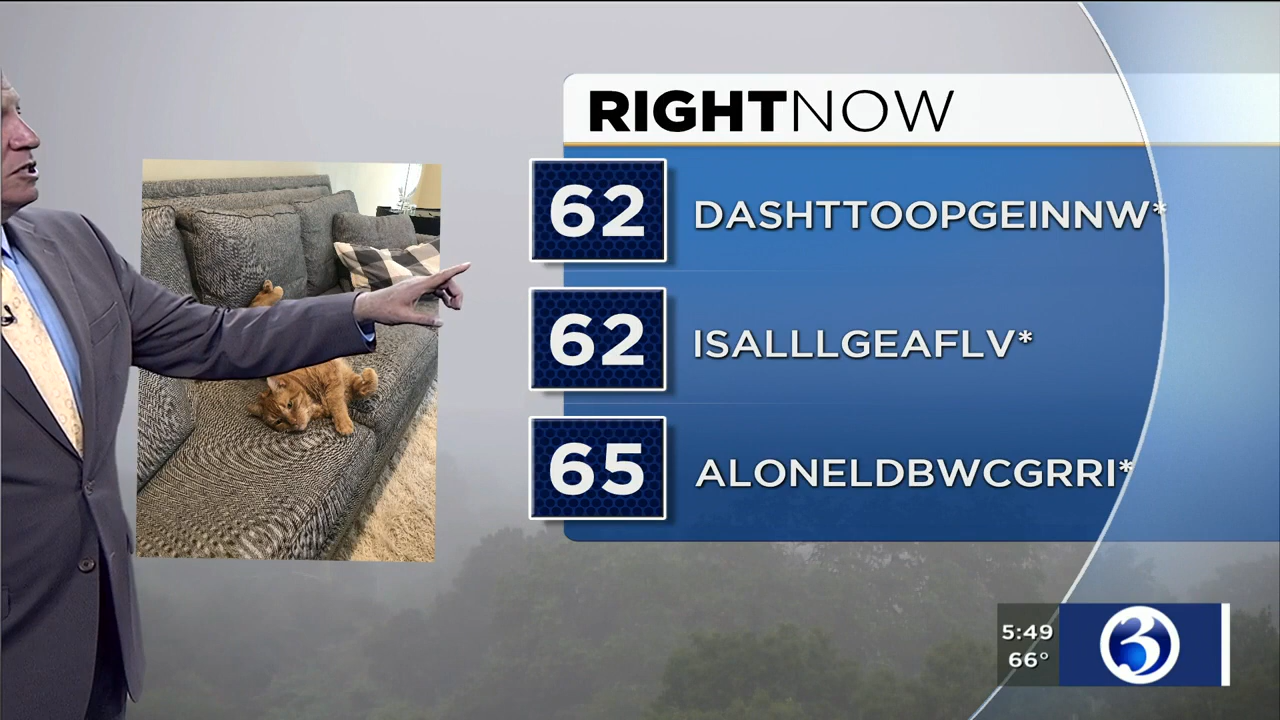 RIGHTNOW
62 DASHTTOOPGEINNW*
62 ISALLLGEAFLV*
65 ALONELDBWCGRRI*
5:49
66°
3